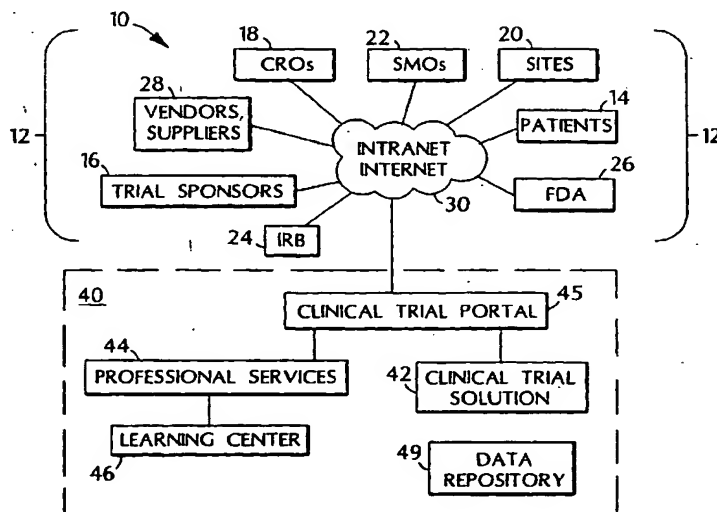 10
18
CROs
22
SMOs
20
SITES
28
VENDORS,
SUPPLIERS
14
PATIENTS
12
12
INTRANET
INTERNET
16
TRIAL SPONSORS
26
FDA
30
24
IRB
40
CLINICAL TRIAL PORTAL
45
44
PROFESSIONAL SERVICES
42
CLINICAL TRIAL
SOLUTION
LEARNING CENTER
46
49
DATA
REPOSITORY